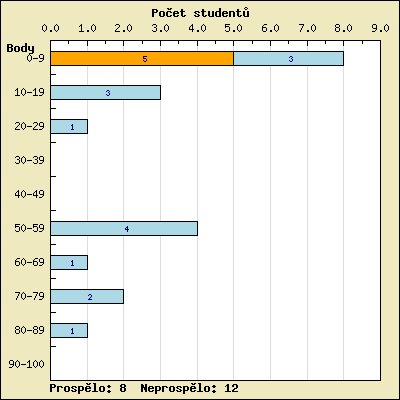 Počet studentů
0.0 1.0 2.0 3.0 4.0 5.0 6.0 7.0 8.0 9.0
Body
0-9 5 3
10-19 3
20-29 1
30-39
40-49
50-59 4
60-69 1
70-79 2
80-89 1
90-100
Prospělo: 8 Neprospělo: 12